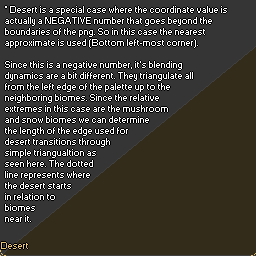 * Desert is a special case where the coordinate value is
actually a NEGATIVE number that goes beyond the
boundaries of the png. So in this case the nearest
approximate is used (Bottom left-most corner).
Since this is a negative number, it's blending
dynamics are a bit different. They triangulate all
from the left edge of the palette up to the
neighboring biomes. Since the relative
extremes in this case are the mushroom
and snow biomes we can determine
the length of the edge used for
desert transitions through
simple triangualtion as
seen here. The dotted
line represents where
the desert starts
in relation to
biomes
near it.
Desert